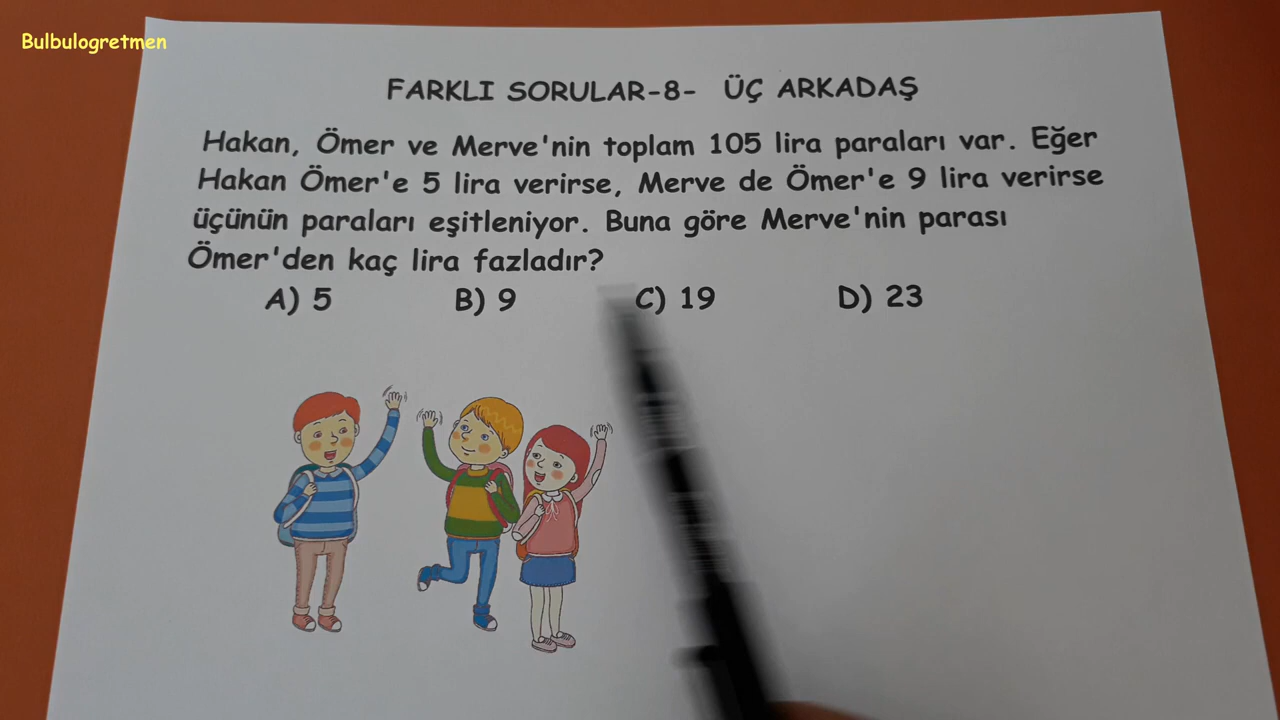 Bulbulogretmen
FARKLI SORULAR-8- ÜÇ ARKADAŞ
Hakan, Ömer ve Merve'nin toplam 105 lira paraları var. Eğer
Hakan Ömer'e 5 lira verirse, Merve de Ömer'e 9 lira verirse
üçünün paraları eşitleniyor. Buna göre Merve'nin parası
Ömer'den kaç lira fazladır?
A) 5 B) 9 C) 19 D) 23